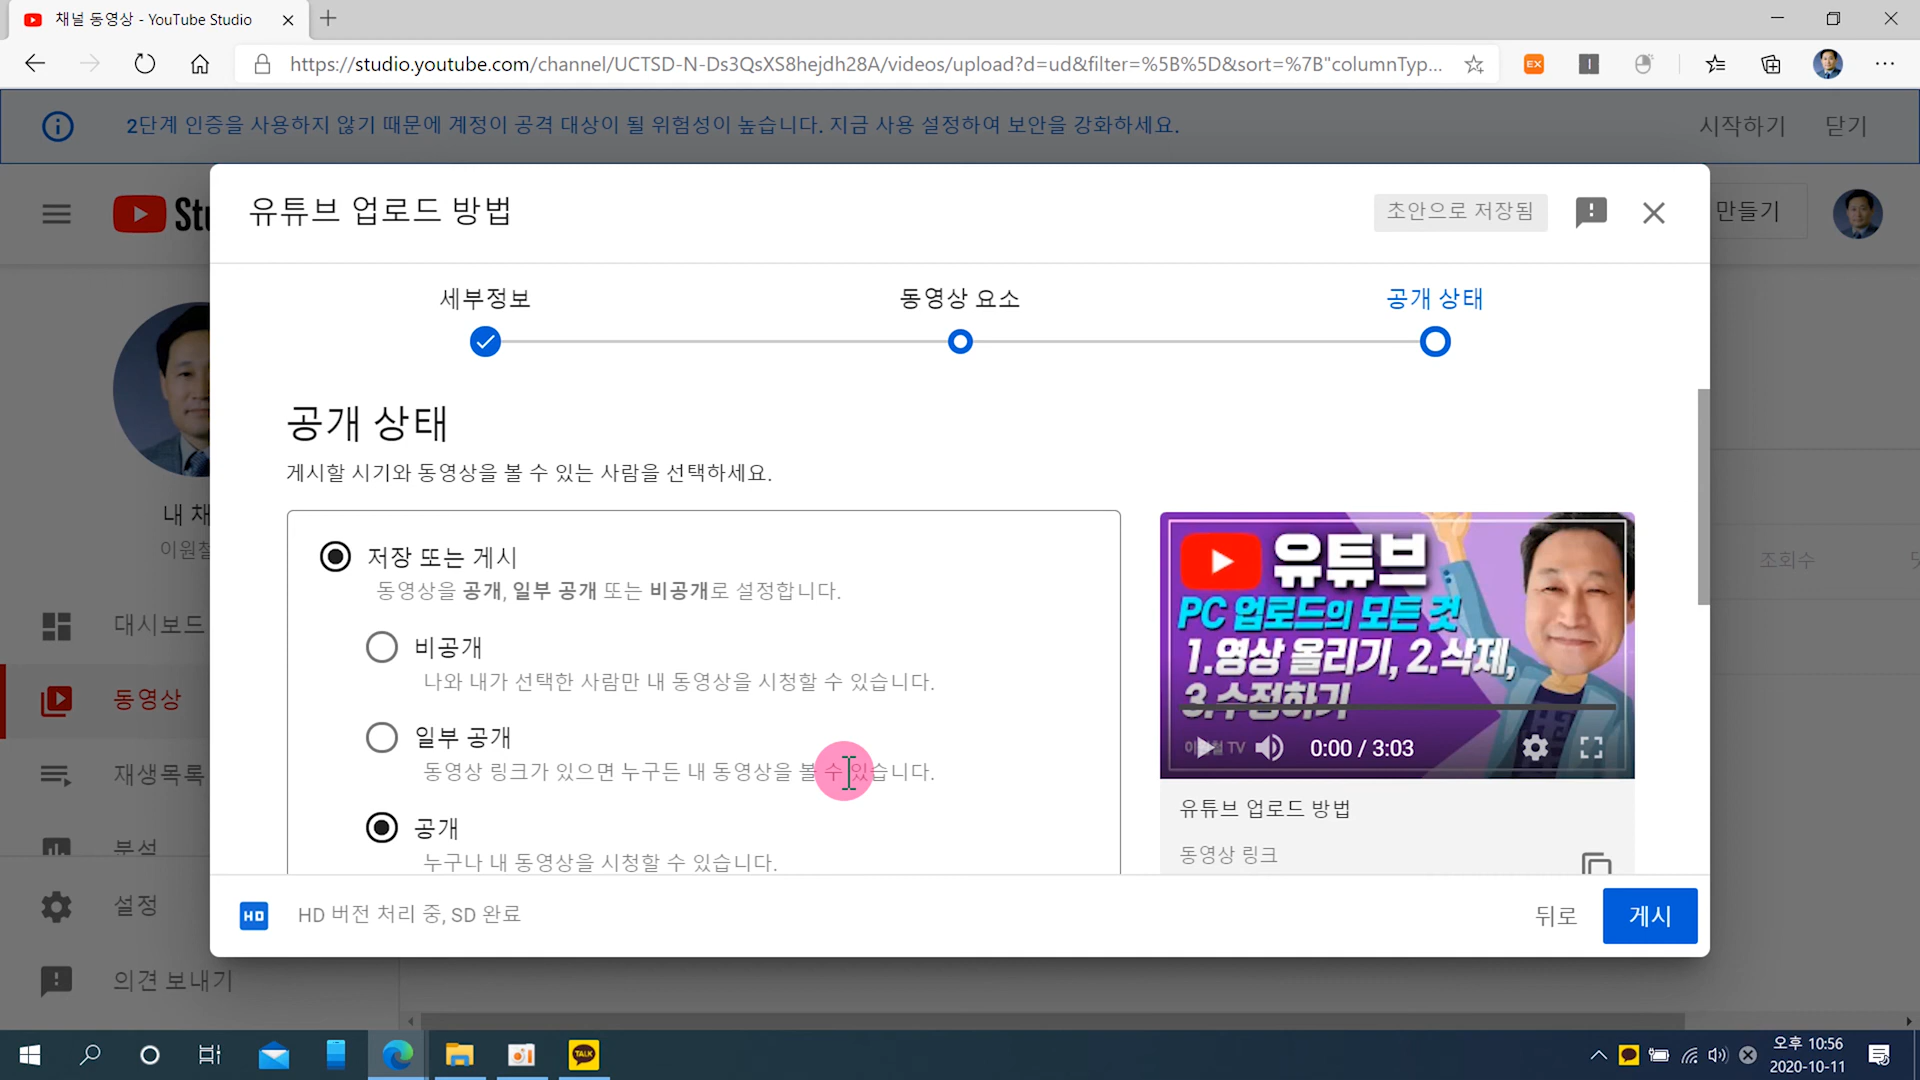 채널 동영상 - YouTube Studio
https://studio.youtube.com/channel/UCTSD-N-Ds3QsXS8hejdh28A/videos/upload?d=ud&filter=%5B%5D&sort=%7B"columnTyp...
EX
2단계 인증을 사용하지 않기 때문에 계정이 공격 대상이 될 위험성이 높습니다. 지금 사용 설정하여 보안을 강화하세요.
시작하기
닫기
만들기
유튜브 업로드 방법
초안으로 저장됨
세부정보
동영상 요소
공개 상태
공개 상태
게시할 시기와 동영상을 볼 수 있는 사람을 선택하세요.
저장 또는 게시
동영상을 공개, 일부 공개 또는 비공개로 설정합니다.
비공개
나와 내가 선택한 사람만 내 동영상을 시청할 수 있습니다.
일부 공개
동영상 링크가 있으면 누구든 내 동영상을 볼 수 있습니다.
공개
누구나 내 동영상을 시청할 수 있습니다.
유튜브
PC 업로드의 모든 것
1.영상 올리기, 2.삭제,
3.수정하기
0:00 / 3:03
유튜브 업로드 방법
동영상 링크
HD
HD 버전 처리 중, SD 완료
뒤로
게시
내 채
이원철
대시보드
동영상
재생목록
분석
설정
의견 보내기
조회수
TALK
오후 10:56
2020-10-11